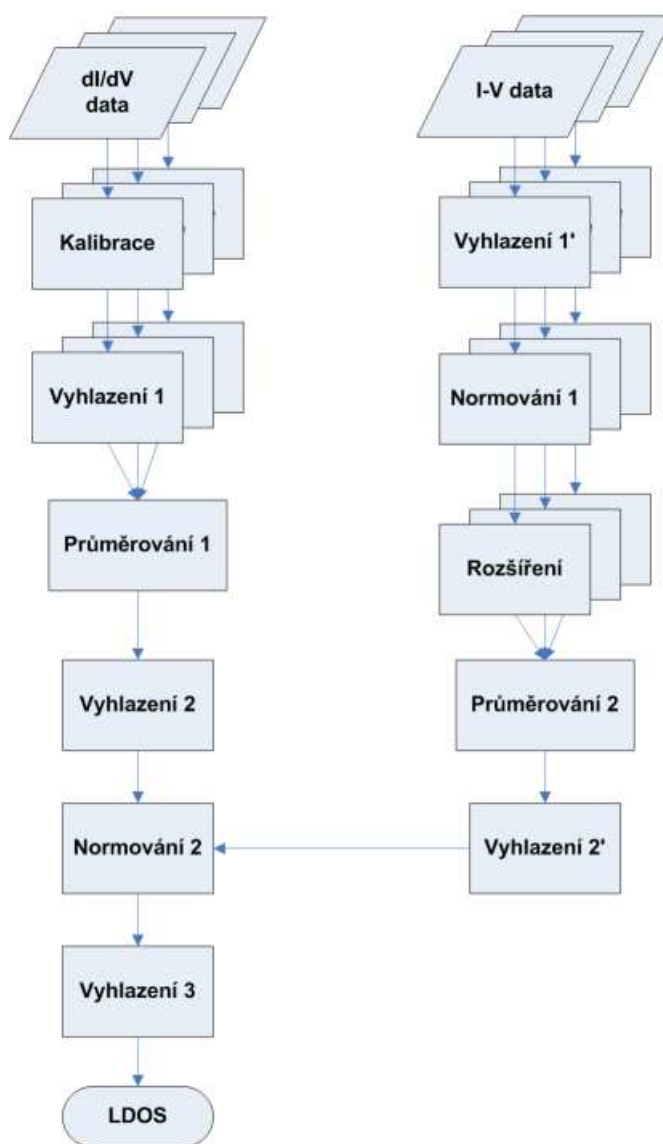 dI/dV
data
Kalibrace
Vyhlazení 1
Průměrování 1
Vyhlazení 2
Normování 2
Vyhlazení 3
LDOS
I-V data
Vyhlazení 1'
Normování 1
Rozšíření
Průměrování 2
Vyhlazení 2'